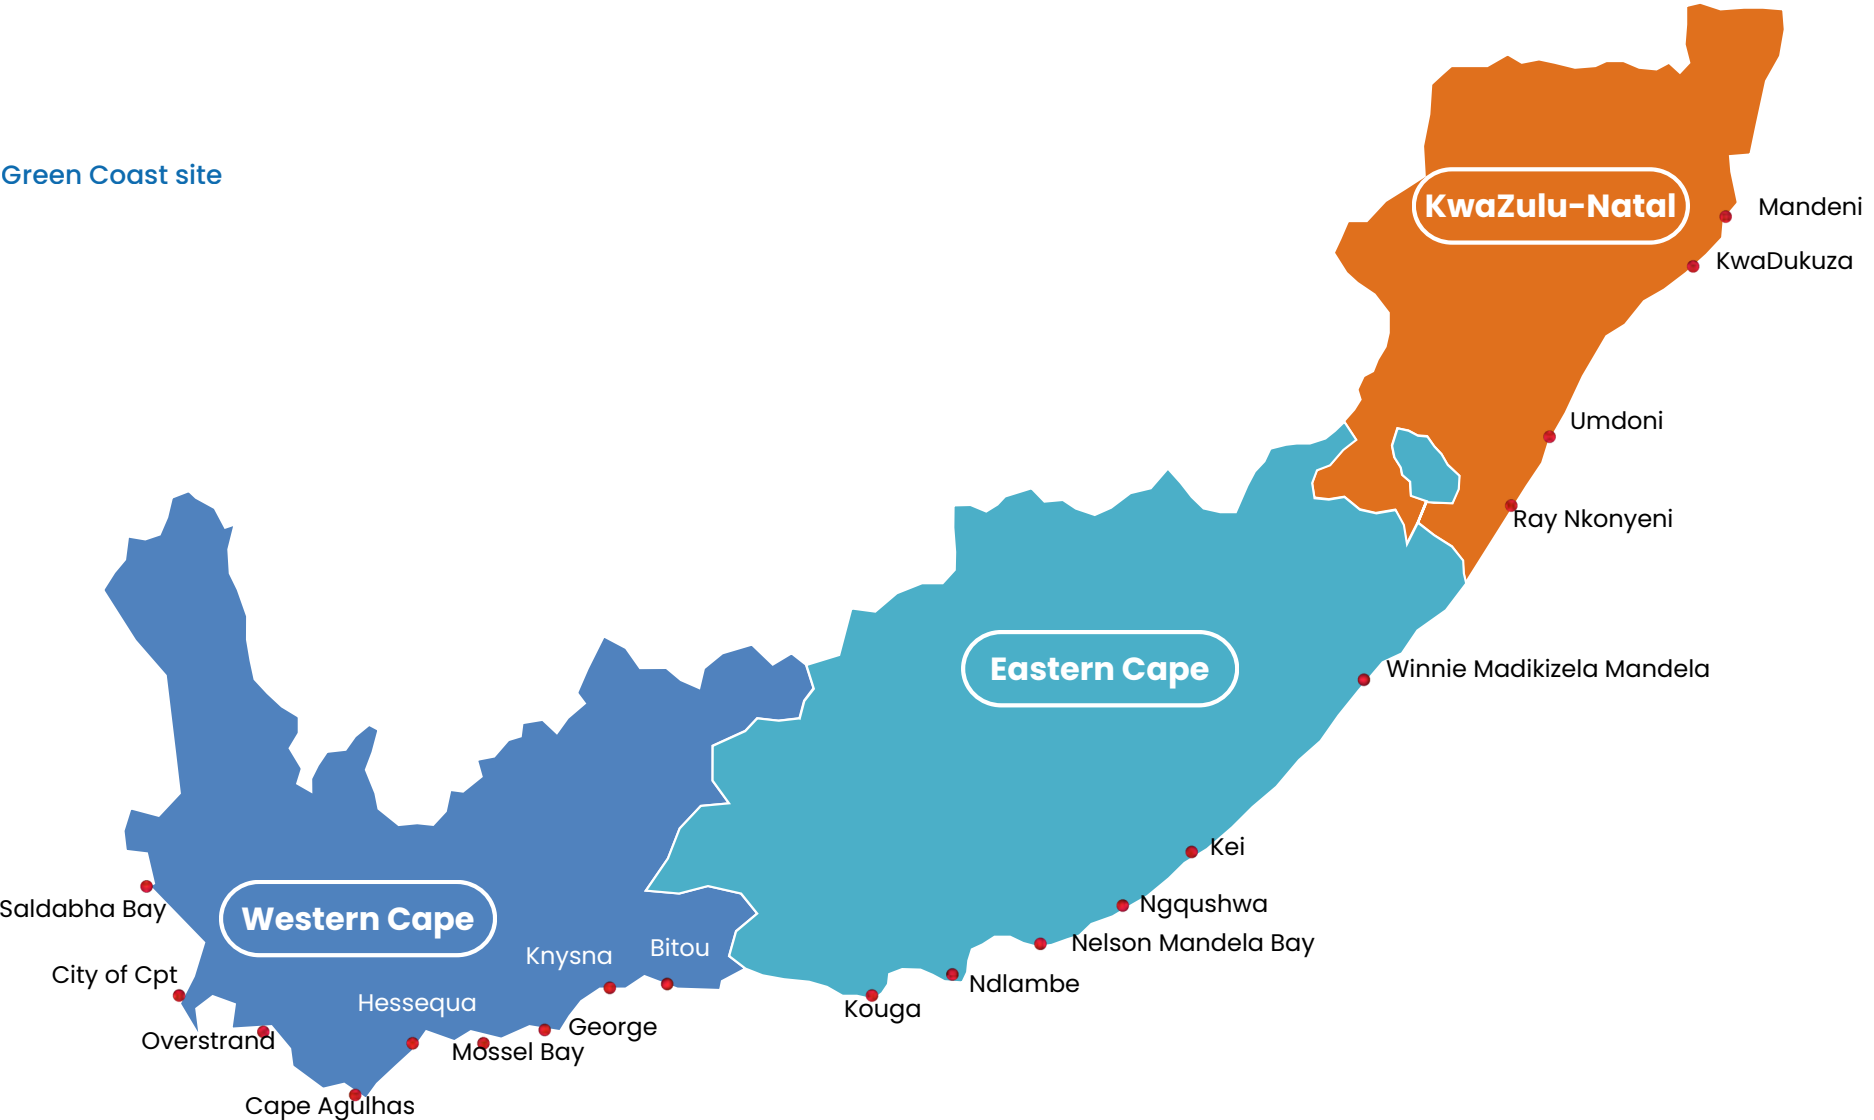 Green Coast site
KwaZulu-Natal
Mandeni
KwaDukuza
Umdoni
Ray Nkonyeni
Eastern Cape
Winnie Madikizela Mandela
Kei
Ngqushwa
Nelson Mandela Bay
Ndlambe
Kouga
Western Cape
Saldabha Bay
City of Cpt
Overstrand
Cape Agulhas
Hessequa
Mossel Bay
George
Knysna
Bitou